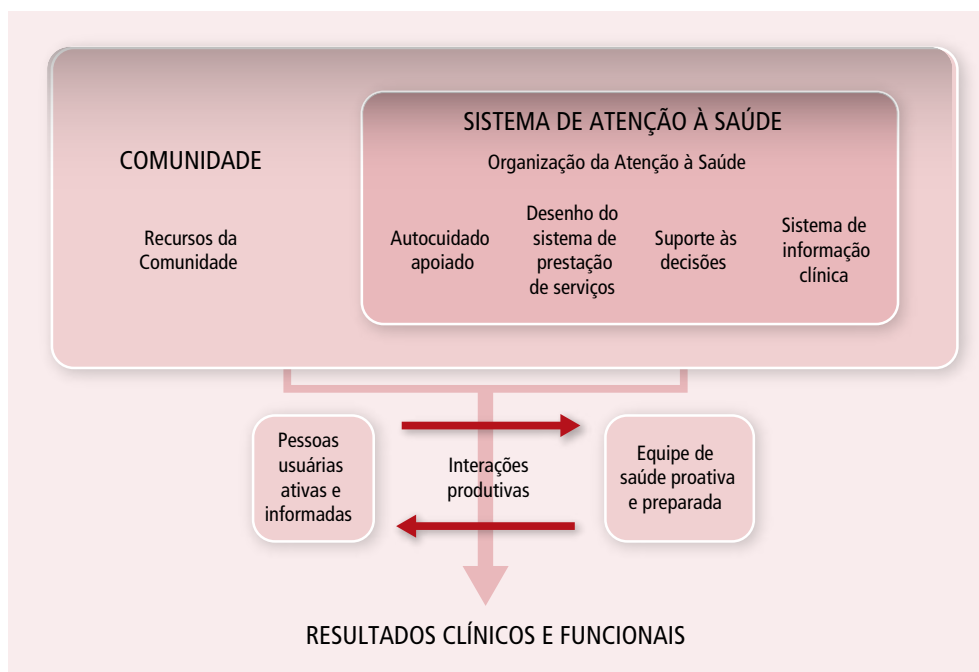 COMUNIDADE
Recursos da
Comunidade
SISTEMA DE ATENÇÃO À SAÚDE
Organização da Atenção à Saúde
Autocuidado
apoiado
Desenho do
sistema de
prestação
de serviços
Suporte às
decisões
Sistema de
informação
clínica
Pessoas
usuárias
ativas e
informadas
Interações
produtivas
Equipe de
saúde proativa
e preparada
RESULTADOS CLÍNICOS E FUNCIONAIS